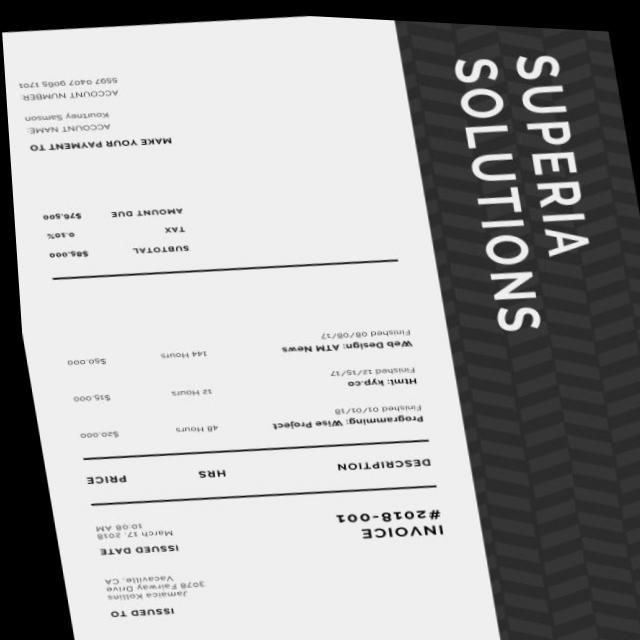 SUPERIA
SOLUTIONS
ISSUED TO
Jamaica Kollins
3078 Fairway Drive
Vacaville, CA
INVOICE
#2018-001
ISSUED DATE
March 17, 2018
10:08 AM
DESCRIPTION HRS PRICE
Programming: Wise Project
Finished 01/01/18
48 Hours $20.000
Html: kyp.co
Finished 12/15/17
12 Hours $15.000
Web Design: ATM News
Finished 08/08/17
144 Hours $50.000
SUBTOTAL $85.000
TAX 0.10%
AMOUNT DUE $76,500
MAKE YOUR PAYMENT TO
ACCOUNT NAME:
Kourtney Samson
ACCOUNT NUMBER:
5597 0407 9065 1701